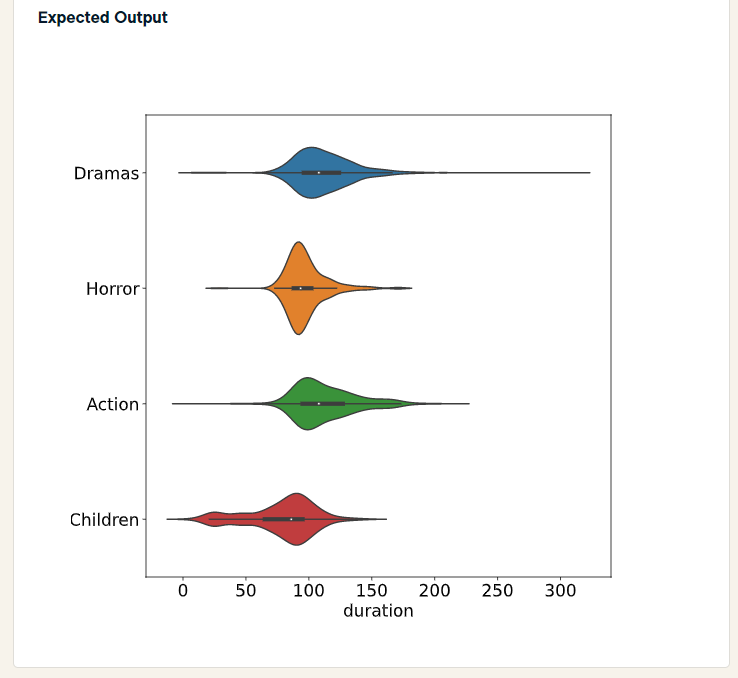 Expected Output
Dramas
Horror
Action
Children
0 50 100 150 200 250 300
duration